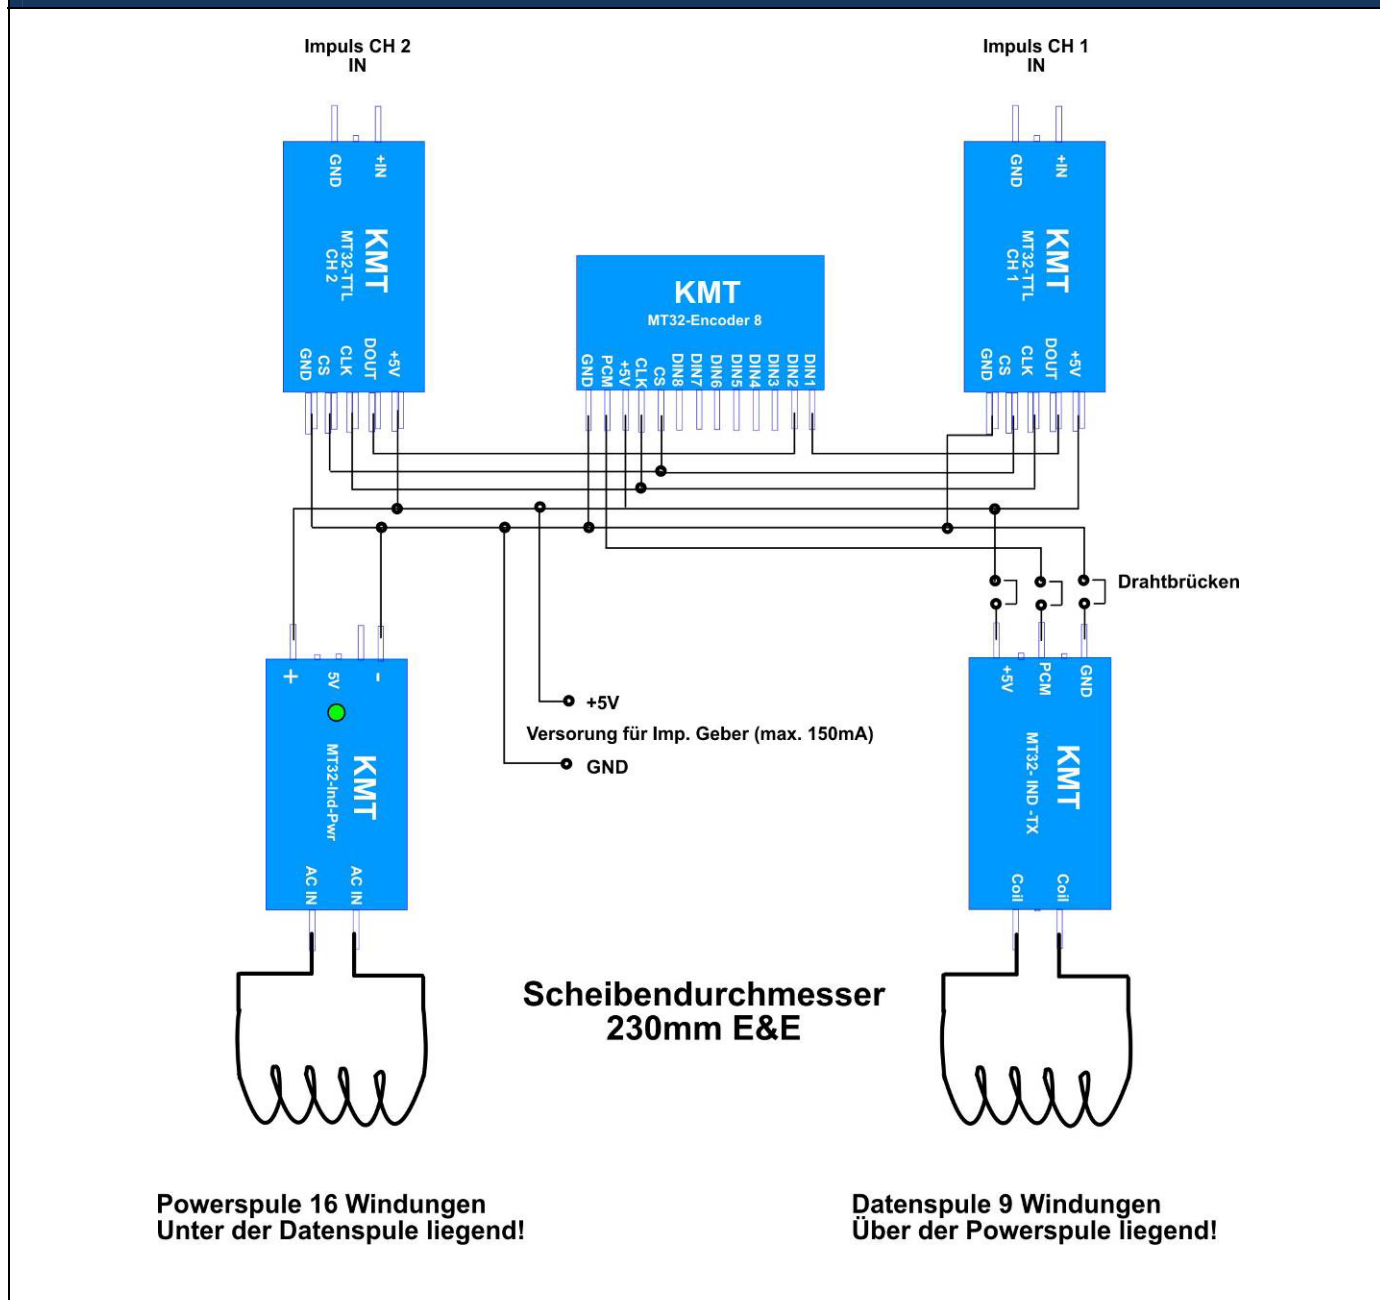 Impuls CH 2
IN
Impuls CH 1
IN
GND
+IN
KMT
MT32-TTL
CH 2
GND
CS
CLK
DOUT
+5V
KMT
MT32-Encoder 8
GND
PCM
+5V
CLK
CS
DIN8
DIN7
DIN6
DIN5
DIN4
DIN3
DIN2
DIN1
GND
+IN
KMT
MT32-TTL
CH 1
GND
CS
CLK
DOUT
+5V
Drahtbrücken
+
5V
-
KMT
MT32-Ind-Pwr
AC IN
AC IN
+5V
Versorung für Imp. Geber (max. 150mA)
GND
+5V
PCM
GND
KMT
MT32- IND -TX
Coil
Coil
Scheibendurchmesser
230mm E&E
Powerspule 16 Windungen
Unter der Datenspule liegend!
Datenspule 9 Windungen
Über der Powerspule liegend!